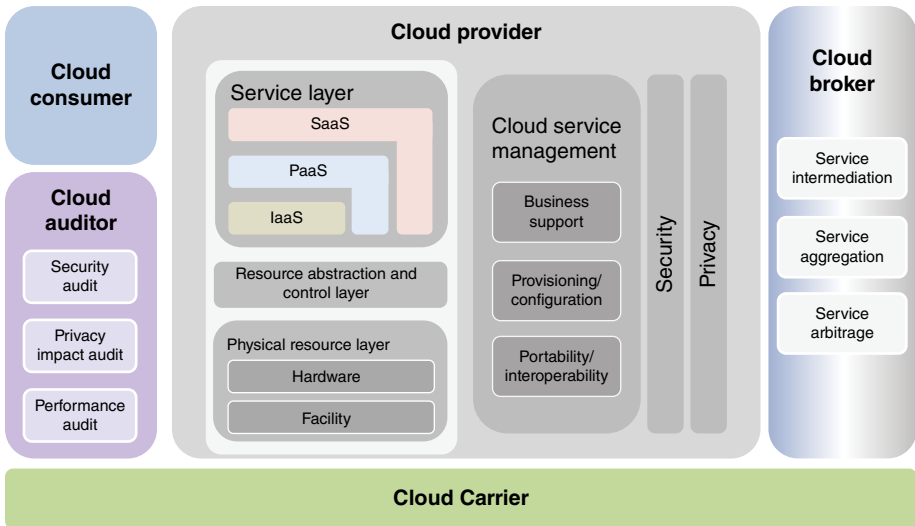 Cloud
consumer
Cloud
auditor
Security
audit
Privacy
impact audit
Performance
audit
Cloud provider
Service layer
SaaS
PaaS
IaaS
Resource abstraction and
control layer
Physical resource layer
Hardware
Facility
Cloud service
management
Business
support
Provisioning/
configuration
Portability/
interoperability
Security
Privacy
Cloud
broker
Service
intermediation
Service
aggregation
Service
arbitrage
Cloud Carrier